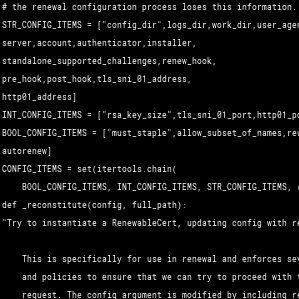 # the renewal configuration process loses this information.
STR_CONFIG_ITEMS = ["config_dir",logs_dir,work_dir,user_agen
server,account,authenticator,installer,
standalone_supported_challenges,renew_hook,
pre_hook,post_hook,tls_sni_01_address,
http01_address]
INT_CONFIG_ITEMS = ["rsa_key_size",tls_sni_01_port,http01_po
BOOL_CONFIG_ITEMS = ["must_staple",allow_subset_of_names,reu
autorenew]
CONFIG_ITEMS = set(itertools.chain(
BOOL_CONFIG_ITEMS, INT_CONFIG_ITEMS, STR_CONFIG_ITEMS, (
def _reconstitute(config, full_path):
"Try to instantiate a RenewableCert, updating config with re
This is specifically for use in renewal and enforces sev
and policies to ensure that we can try to proceed with t
request. The config argument is modified by including re